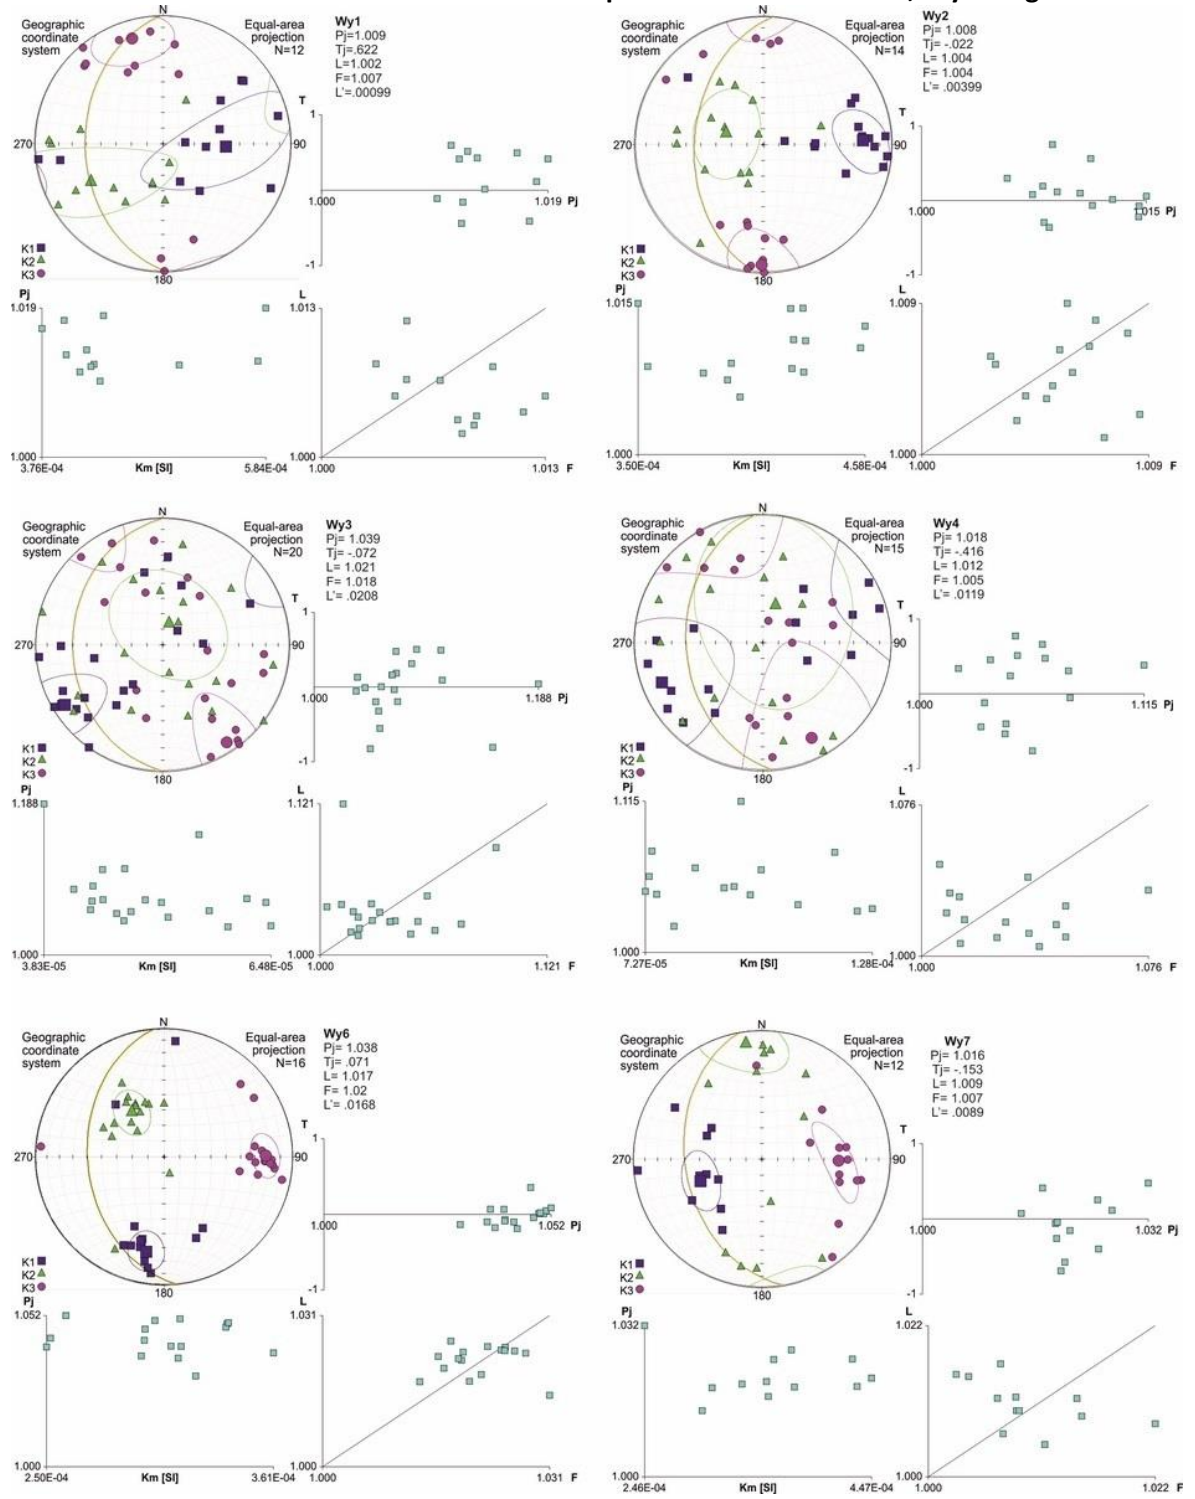 Geographic
coordinate
system
N
Equal-area
projection
N=12
Wy1
Pj=1.009
Tj=.622
L=1.002
F=1.007
L'=.00099
270
90
180
K1
K2
K3
T
1
-1
1.000
1.019 Pj
Pj
1.019
1.000
3.76E-04
Km [SI]
5.84E-04
L
1.013
1.000
1.000
1.013 F
Geographic
coordinate
system
N
Equal-area
projection
N=14
Wy2
Pj= 1.008
Tj= -.022
L= 1.004
F= 1.004
L'= .00399
270
90
180
K1
K2
K3
T
1
-1
1.000
1.015 Pj
Pj
1.015
1.000
3.50E-04
Km [SI]
4.58E-04
L
1.009
1.000
1.000
1.009 F
Geographic
coordinate
system
N
Equal-area
projection
N=20
Wy3
Pj= 1.039
Tj= -.072
L= 1.021
F= 1.018
L'= .0208
270
90
180
K1
K2
K3
T
1
-1
1.000
1.188 Pj
Pj
1.188
1.000
3.83E-05
Km [SI]
6.48E-05
L
1.121
1.000
1.000
1.121 F
Geographic
coordinate
system
N
Equal-area
projection
N=15
Wy4
Pj= 1.018
Tj= -.416
L= 1.012
F= 1.005
L'= .0119
270
90
180
K1
K2
K3
T
1
-1
1.000
1.115 Pj
Pj
1.115
1.000
7.27E-05
Km [SI]
1.28E-04
L
1.076
1.000
1.000
1.076 F
Geographic
coordinate
system
N
Equal-area
projection
N=16
Wy6
Pj= 1.038
Tj= .071
L= 1.017
F= 1.02
L'= .0168
270
90
180
K1
K2
K3
T
1
-1
1.000
1.052 Pj
Pj
1.052
1.000
2.50E-04
Km [SI]
3.61E-04
L
1.031
1.000
1.000
1.031 F
Geographic
coordinate
system
N
Equal-area
projection
N=12
Wy7
Pj= 1.016
Tj= -.153
L= 1.009
F= 1.007
L'= .0089
270
90
180
K1
K2
K3
T
1
-1
1.000
1.032 Pj
Pj
1.032
1.000
2.46E-04
Km [SI]
4.47E-04
L
1.022
1.000
1.000
1.022 F